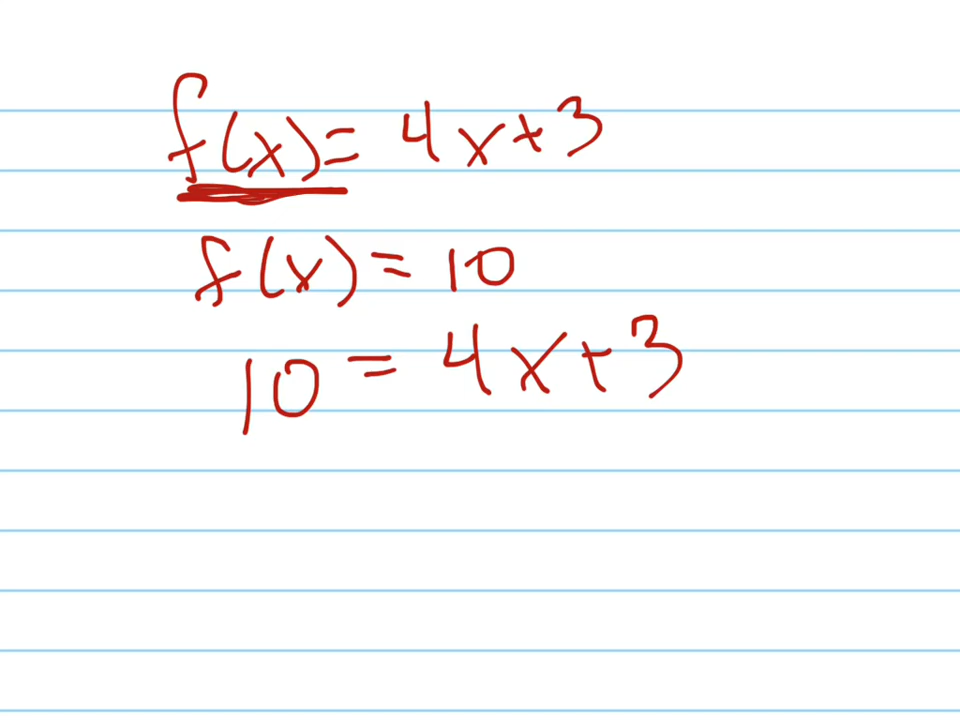 f(x) = 4x+3
f(x) = 10
10 = 4x+3